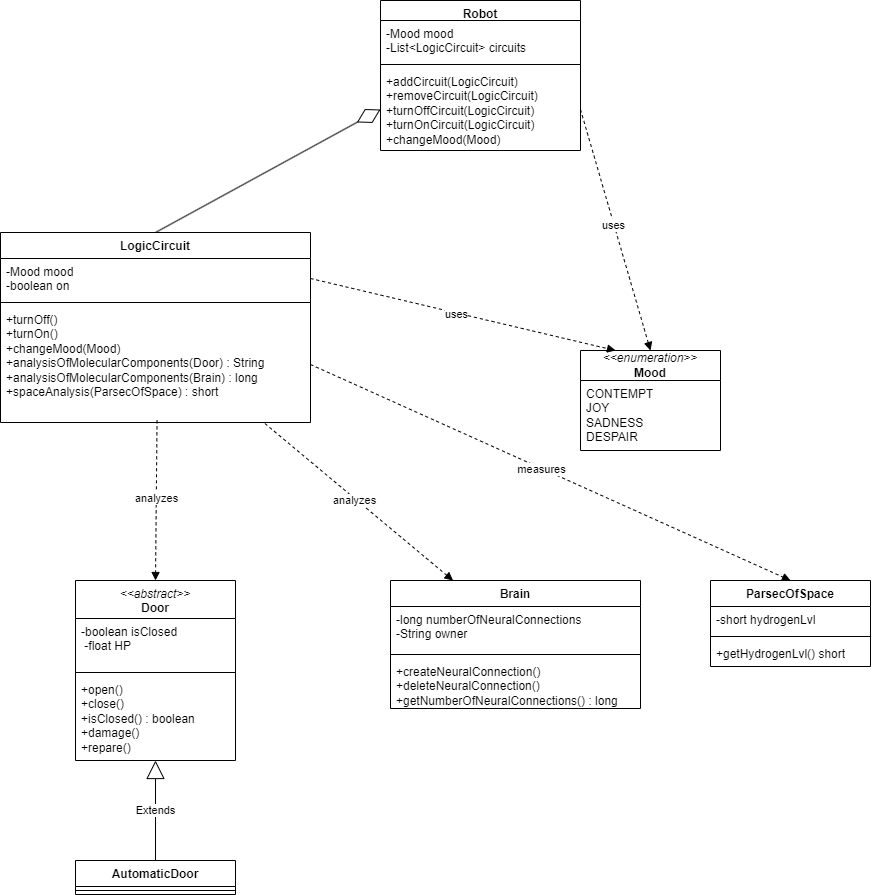 Robot
-Mood mood
-List<LogicCircuit> circuits
+addCircuit(LogicCircuit)
+removeCircuit(LogicCircuit)
+turnOffCircuit(LogicCircuit)
+turnOnCircuit(LogicCircuit)
+changeMood(Mood)
uses
LogicCircuit
-Mood mood
-boolean on
+turnOff()
+turnOn()
+changeMood(Mood)
+analysisOfMolecularComponents(Door) : String
+analysisOfMolecularComponents(Brain) : long
+spaceAnalysis(ParsecOfSpace) : short
uses
<<enumeration>>
Mood
CONTEMPT
JOY
SADNESS
DESPAIR
measures
analyzes
analyzes
<<abstract>>
Door
-boolean isClosed
-float HP
+open()
+close()
+isClosed() : boolean
+damage()
+repare()
Brain
-long numberOfNeuralConnections
-String owner
+createNeuralConnection()
+deleteNeuralConnection()
+getNumberOfNeuralConnections() : long
ParsecOfSpace
-short hydrogenLvl
+getHydrogenLvl() short
Extends
AutomaticDoor